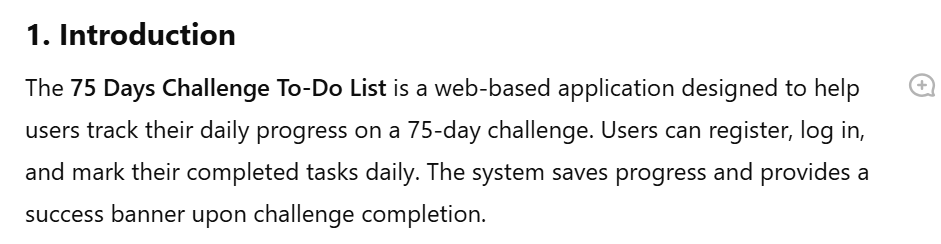 1. Introduction
The 75 Days Challenge To-Do List is a web-based application designed to help
users track their daily progress on a 75-day challenge. Users can register, log in,
and mark their completed tasks daily. The system saves progress and provides a
success banner upon challenge completion.